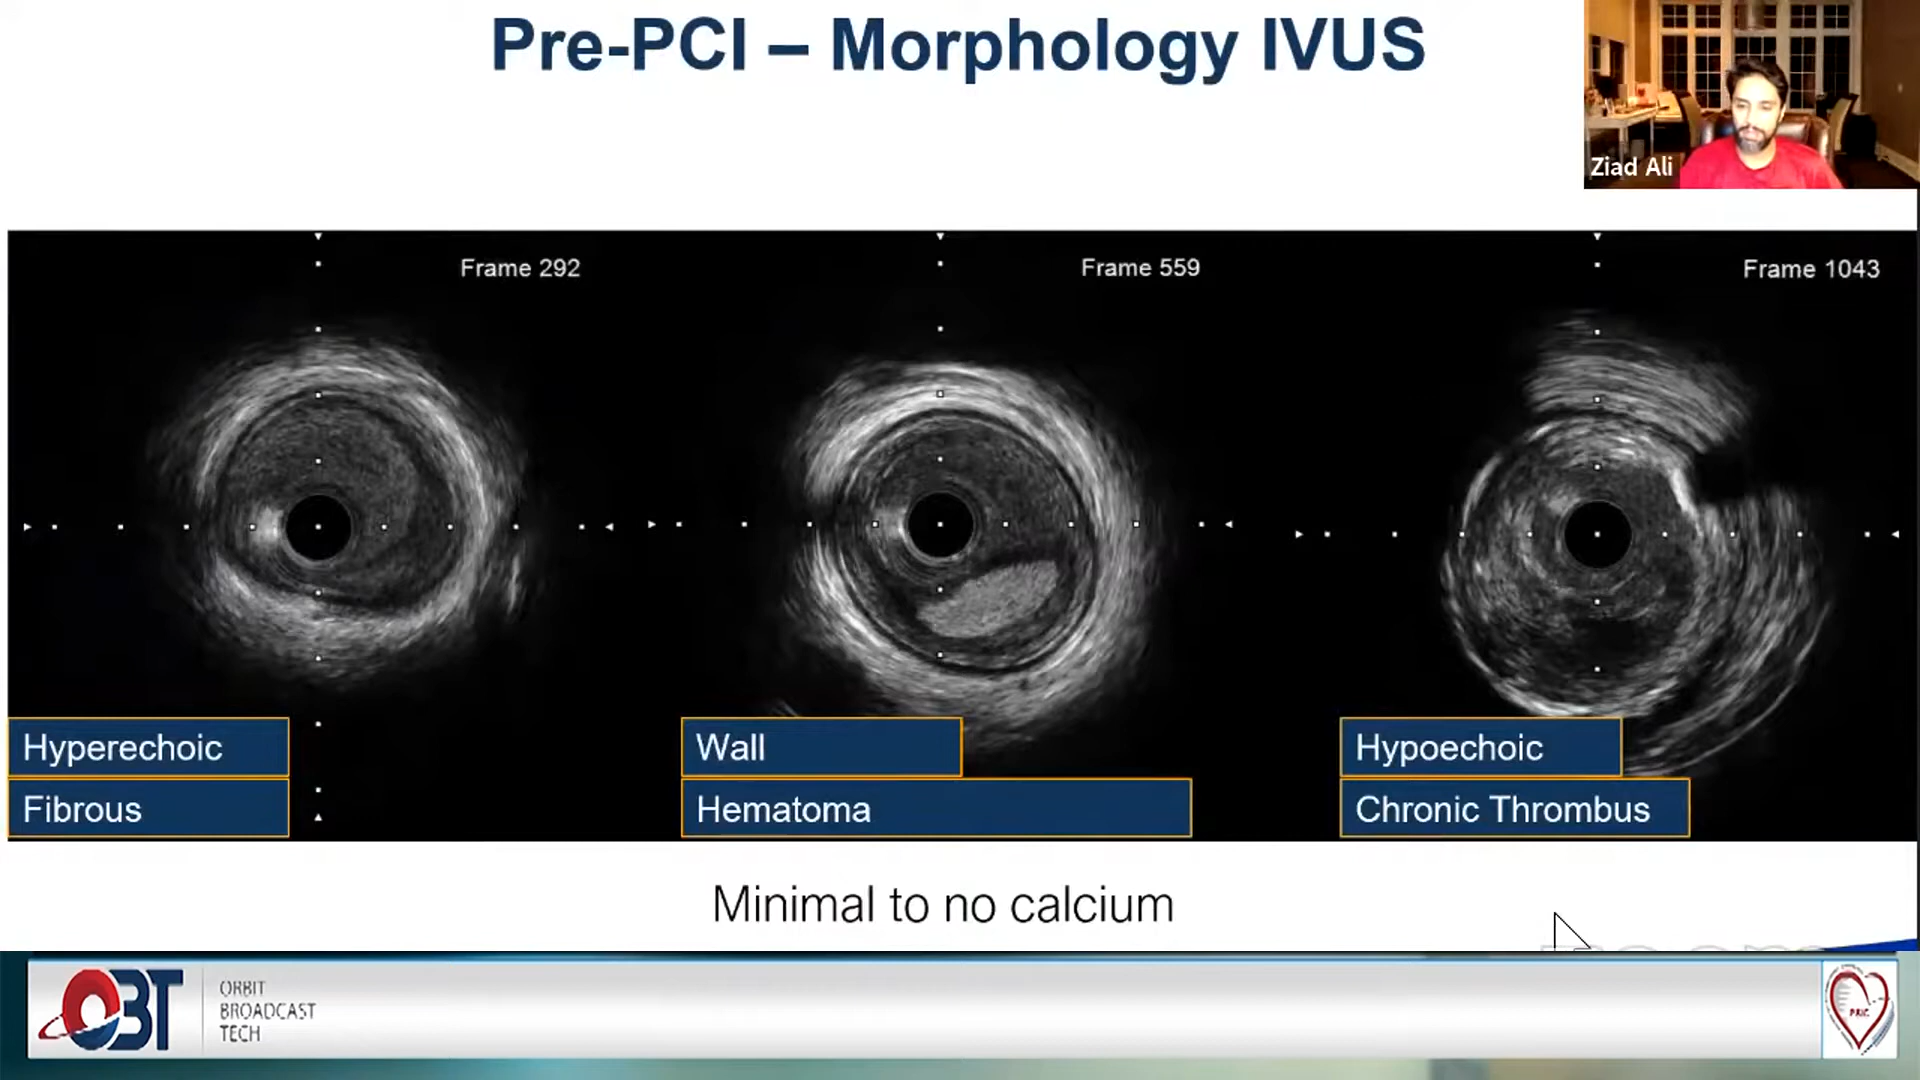 Pre-PCI – Morphology IVUS
Ziad Ali
Frame 292
Frame 559
Frame 1043
Hyperechoic
Fibrous
Wall
Hematoma
Hypoechoic
Chronic Thrombus
Minimal to no calcium
OBT
ORBIT
BROADCAST
TECH
PRIC